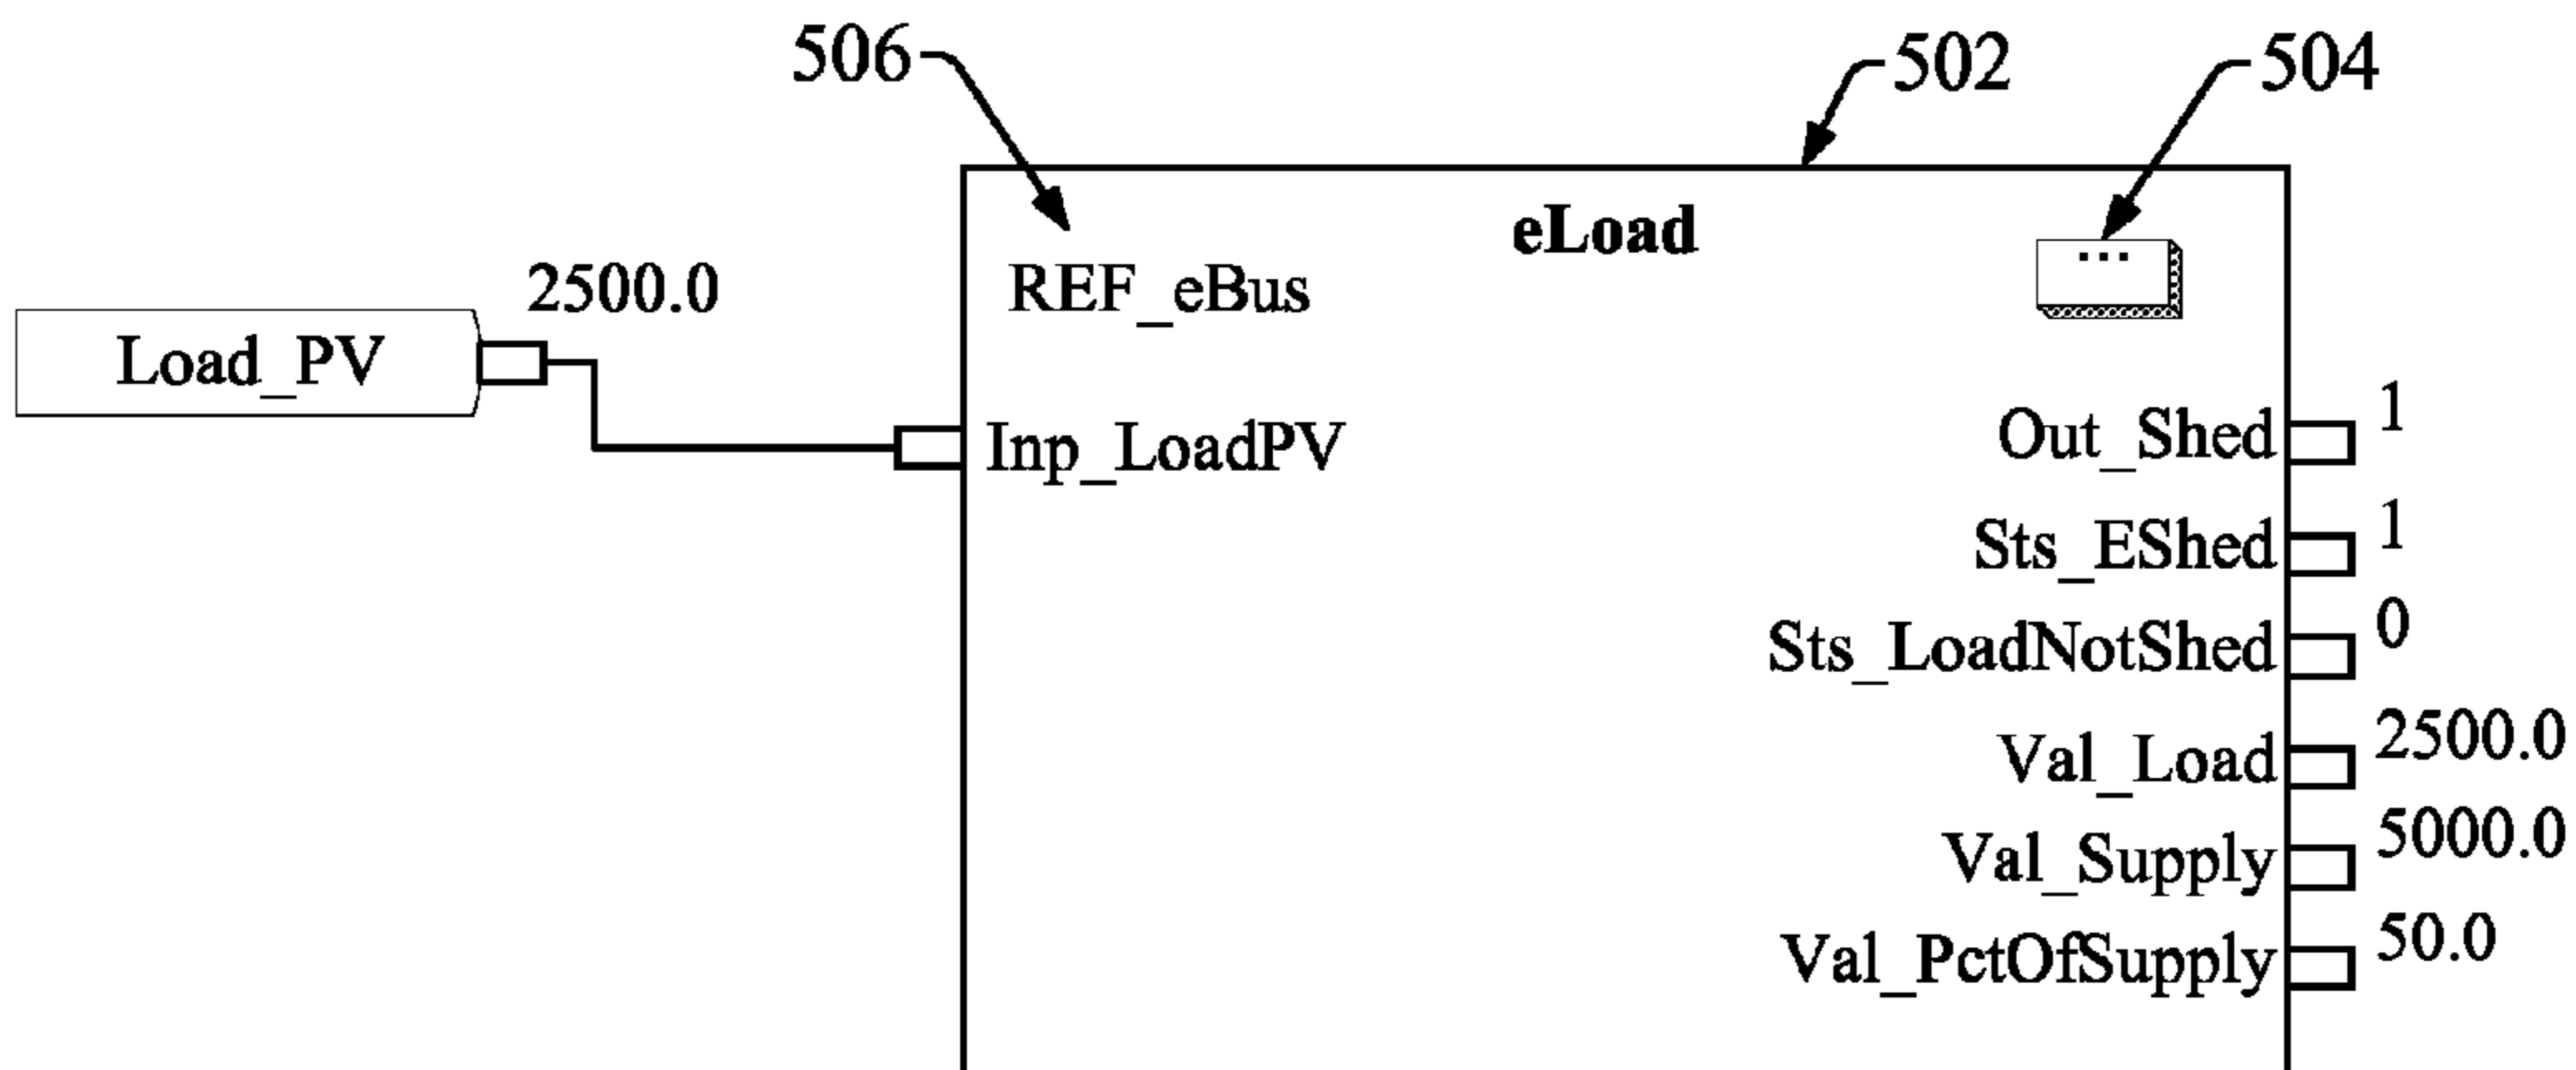 506
502
504
eLoad
REF_eBus
...
2500.0
Load_PV
Inp_LoadPV
Out_Shed 1
Sts_EShed 1
Sts_LoadNotShed 0
Val_Load 2500.0
Val_Supply 5000.0
Val_PctOfSupply 50.0